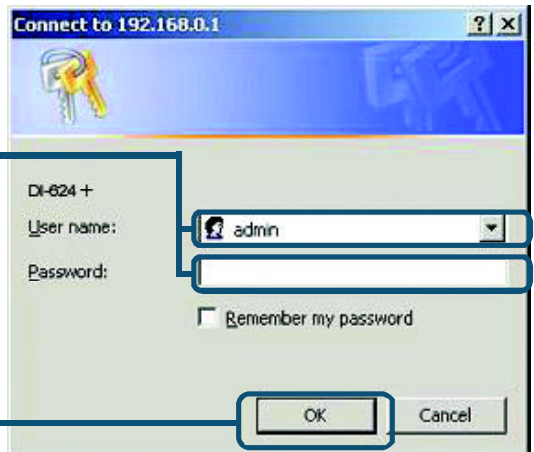 Connect to 192.168.0.1
DI-624 +
User name:
admin
Password:
Remember my password
OK Cancel